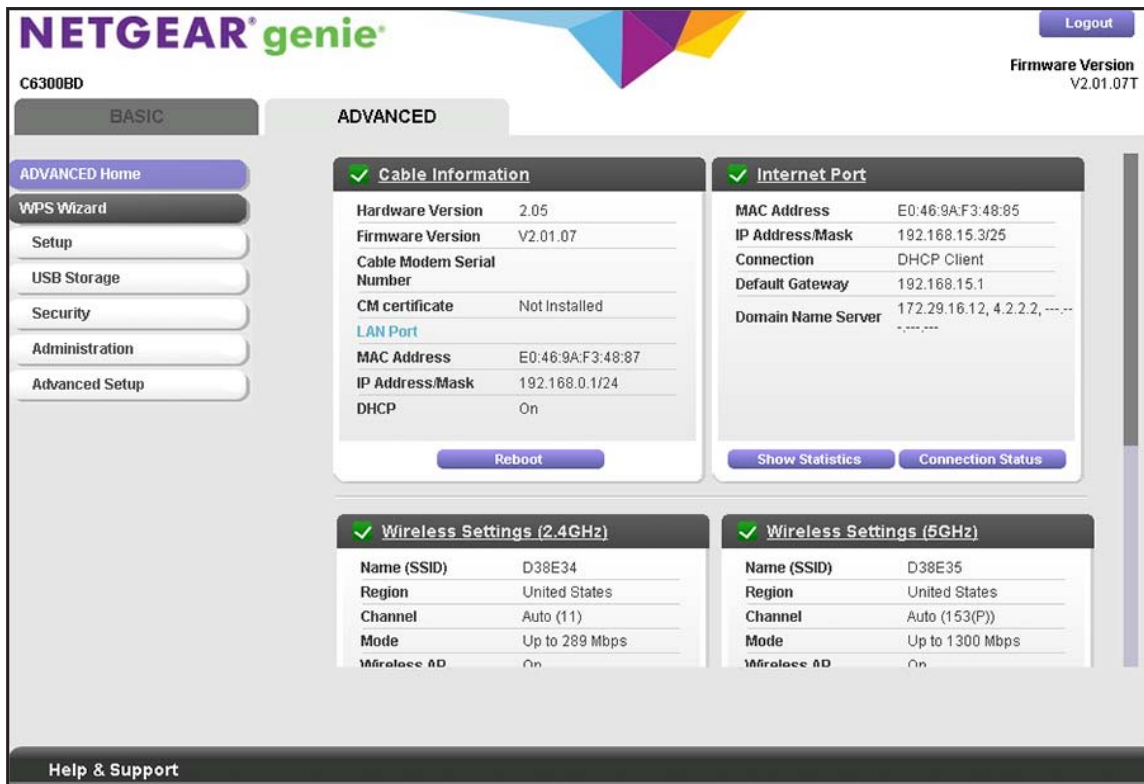 NETGEAR® genie®
Logout
Firmware Version
V2.01.07T
C6300BD
BASIC
ADVANCED
ADVANCED Home
WPS Wizard
Setup
USB Storage
Security
Administration
Advanced Setup
Cable Information
Hardware Version 2.05
Firmware Version V2.01.07
Cable Modem Serial
Number
CM certificate Not Installed
LAN Port
MAC Address E0:46:9A:F3:48:87
IP Address/Mask 192.168.0.1/24
DHCP On
Reboot
Internet Port
MAC Address E0:46:9A:F3:48:85
IP Address/Mask 192.168.15.3/25
Connection DHCP Client
Default Gateway 192.168.15.1
Domain Name Server 172.29.16.12, 4.2.2.2, ---.--
-.---.---
Show Statistics
Connection Status
Wireless Settings (2.4GHz)
Name (SSID) D38E34
Region United States
Channel Auto (11)
Mode Up to 289 Mbps
Wireless AP On
Wireless Settings (5GHz)
Name (SSID) D38E35
Region United States
Channel Auto (153(P))
Mode Up to 1300 Mbps
Wireless AP On
Help & Support